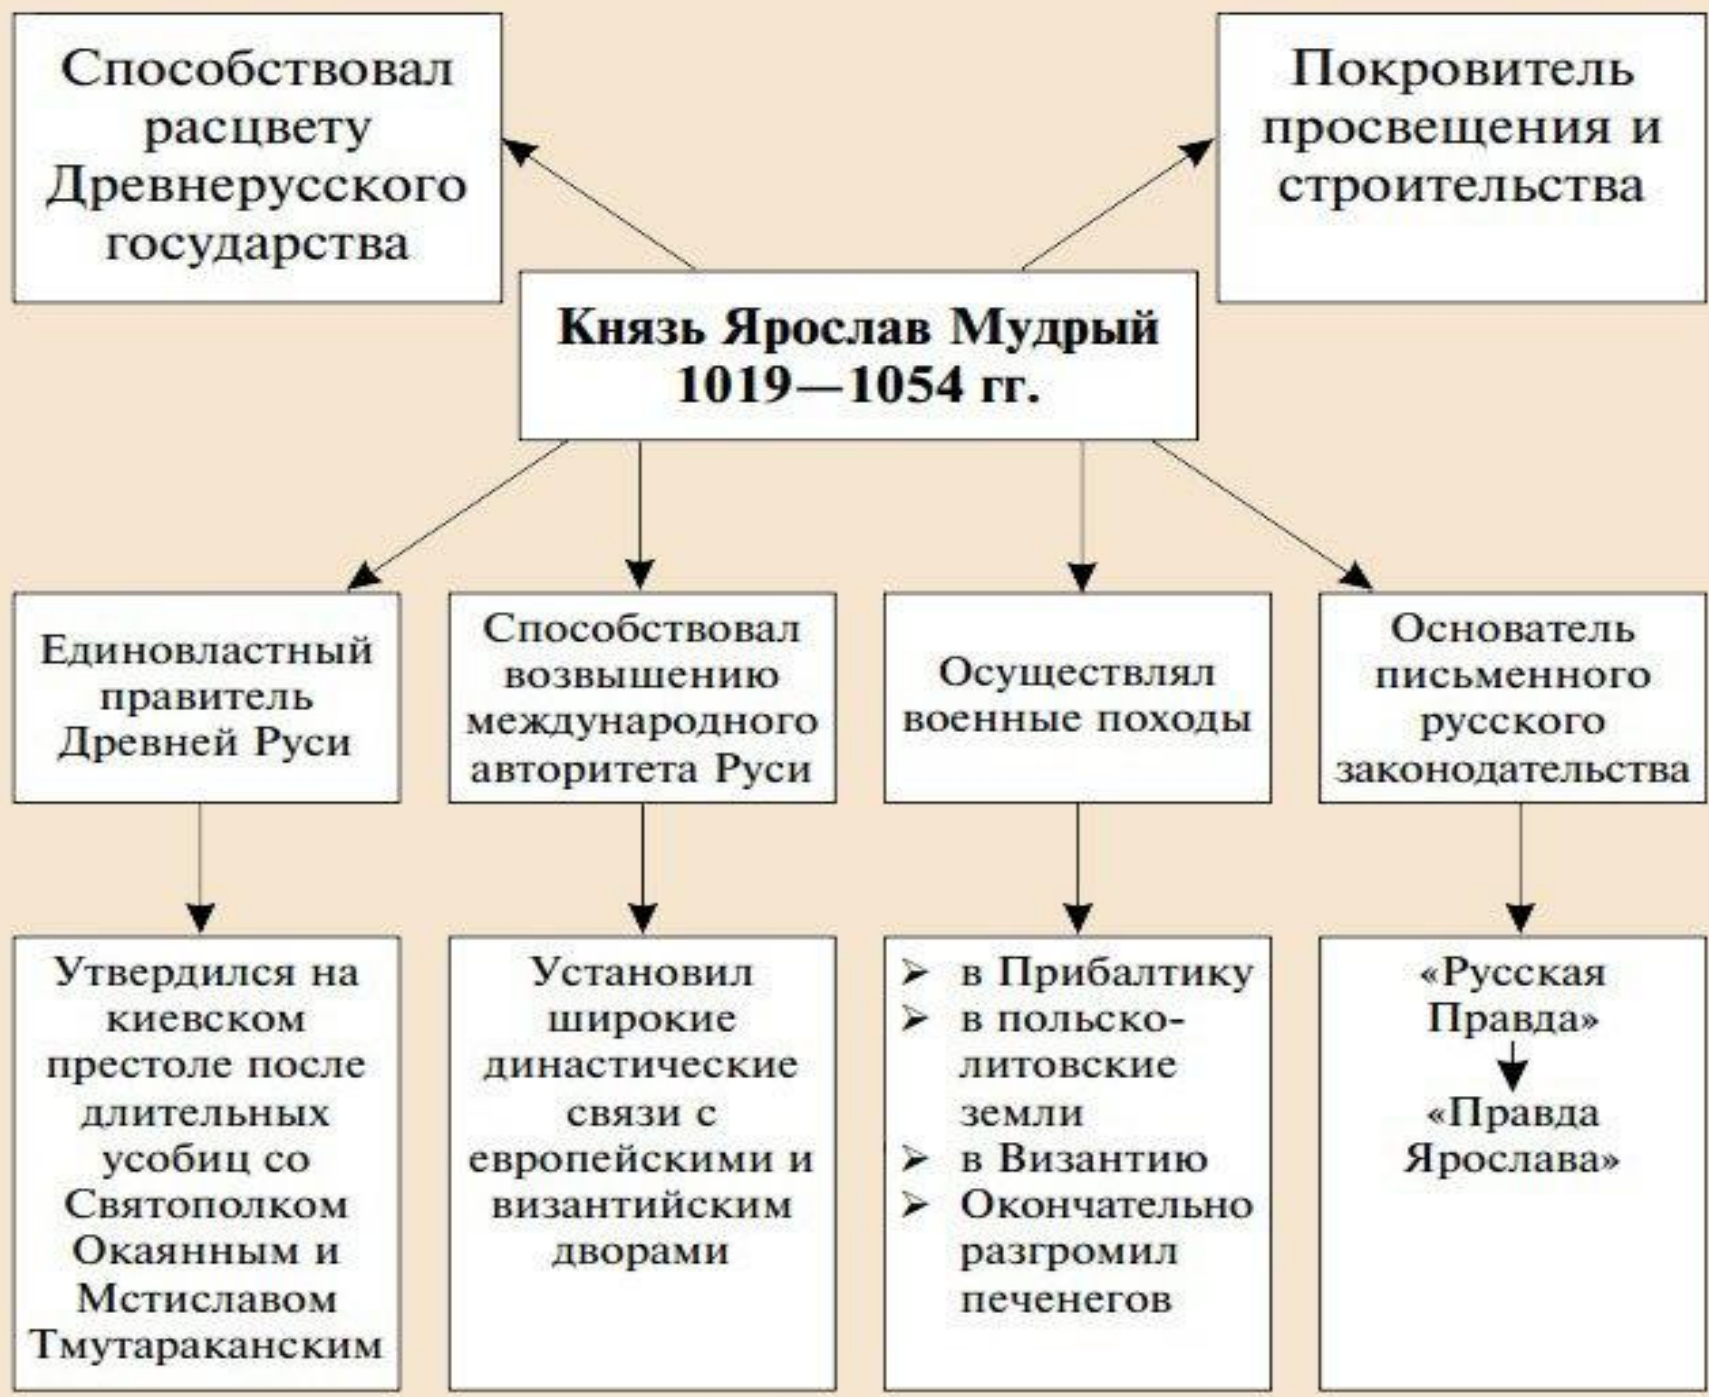 Способствовал
расцвету
Древнерусского
государства
Покровитель
просвещения и
строительства
Князь Ярослав Мудрый
1019—1054 гг.
Единовластный
правитель
Древней Руси
Способствовал
возвышению
международного
авторитета Руси
Осуществлял
военные походы
Основатель
письменного
русского
законодательства
Утвердился на
киевском
престоле после
длительных
усобиц со
Святополком
Окаянным и
Мстиславом
Тмутараканским
Установил
широкие
династические
связи с
европейскими и
византийским
дворами
➢ в Прибалтику
➢ в польско-
литовские
земли
➢ в Византию
➢ Окончательно
разгромил
печенегов
«Русская
Правда»
«Правда
Ярослава»